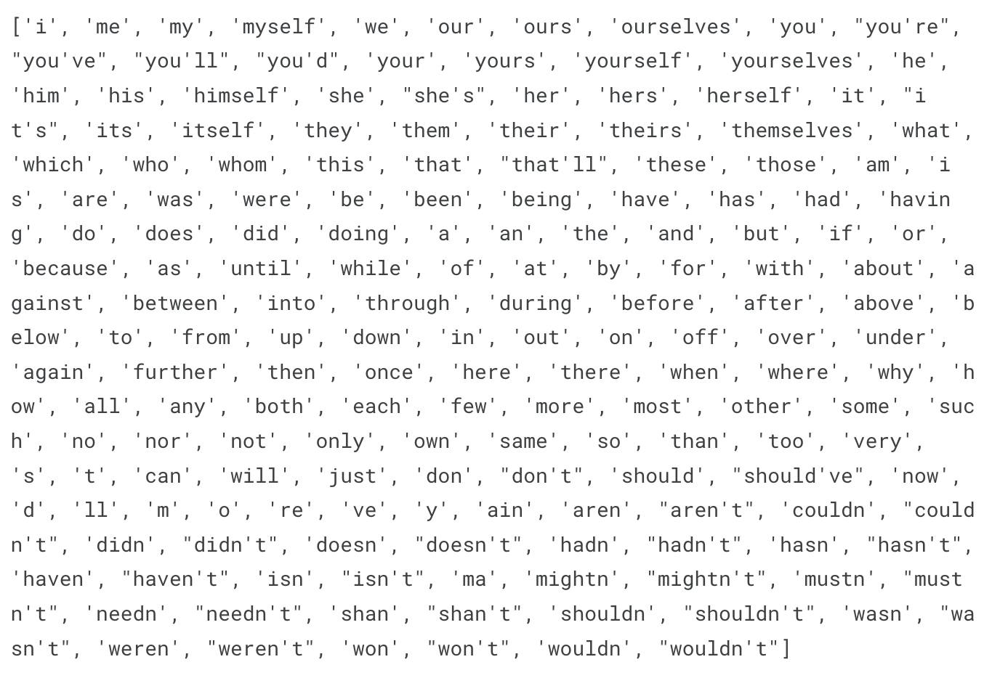 ['i', 'me', 'my', 'myself', 'we', 'our', 'ours', 'ourselves', 'you', "you're",
"you've", "you'll", "you'd", 'your', 'yours', 'yourself', 'yourselves', 'he',
'him', 'his', 'himself', 'she', "she's", 'her', 'hers', 'herself', 'it', "i
t's", 'its', 'itself', 'they', 'them', 'their', 'theirs', 'themselves', 'what',
'which', 'who', 'whom', 'this', 'that', "that'll", 'these', 'those', 'am', 'i
s', 'are', 'was', 'were', 'be', 'been', 'being', 'have', 'has', 'had', 'havin
g', 'do', 'does', 'did', 'doing', 'a', 'an', 'the', 'and', 'but', 'if', 'or',
'because', 'as', 'until', 'while', 'of', 'at', 'by', 'for', 'with', 'about', 'a
gainst', 'between', 'into', 'through', 'during', 'before', 'after', 'above', 'b
elow', 'to', 'from', 'up', 'down', 'in', 'out', 'on', 'off', 'over', 'under',
'again', 'further', 'then', 'once', 'here', 'there', 'when', 'where', 'why', 'h
ow', 'all', 'any', 'both', 'each', 'few', 'more', 'most', 'other', 'some', 'suc
h', 'no', 'nor', 'not', 'only', 'own', 'same', 'so', 'than', 'too', 'very',
's', 't', 'can', 'will', 'just', 'don', "don't", 'should', "should've", 'now',
'd', 'll', 'm', 'o', 're', 've', 'y', 'ain', 'aren', "aren't", 'couldn', "could
n't", 'didn', "didn't", 'doesn', "doesn't", 'hadn', "hadn't", 'hasn', "hasn't",
'haven', "haven't", 'isn', "isn't", 'ma', 'mightn', "mightn't", 'mustn', "must
n't", 'needn', "needn't", 'shan', "shan't", 'shouldn', "shouldn't", 'wasn', "wa
sn't", 'weren', "weren't", 'won', "won't", 'wouldn', "wouldn't"]